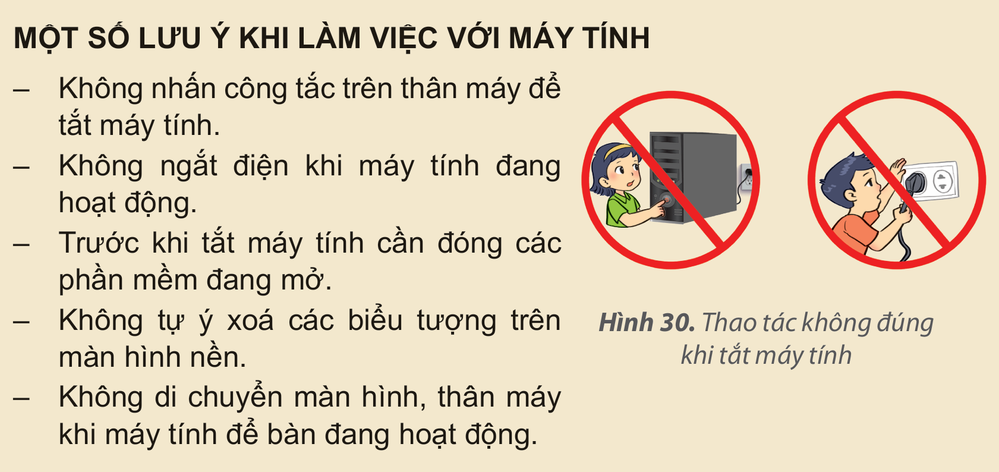 MỘT SỐ LƯU Ý KHI LÀM VIỆC VỚI MÁY TÍNH
– Không nhấn công tắc trên thân máy để
tắt máy tính.
– Không ngắt điện khi máy tính đang
hoạt động.
– Trước khi tắt máy tính cần đóng các
phần mềm đang mở.
– Không tự ý xoá các biểu tượng trên
màn hình nền.
– Không di chuyển màn hình, thân máy
khi máy tính để bàn đang hoạt động.
Hình 30. Thao tác không đúng
khi tắt máy tính